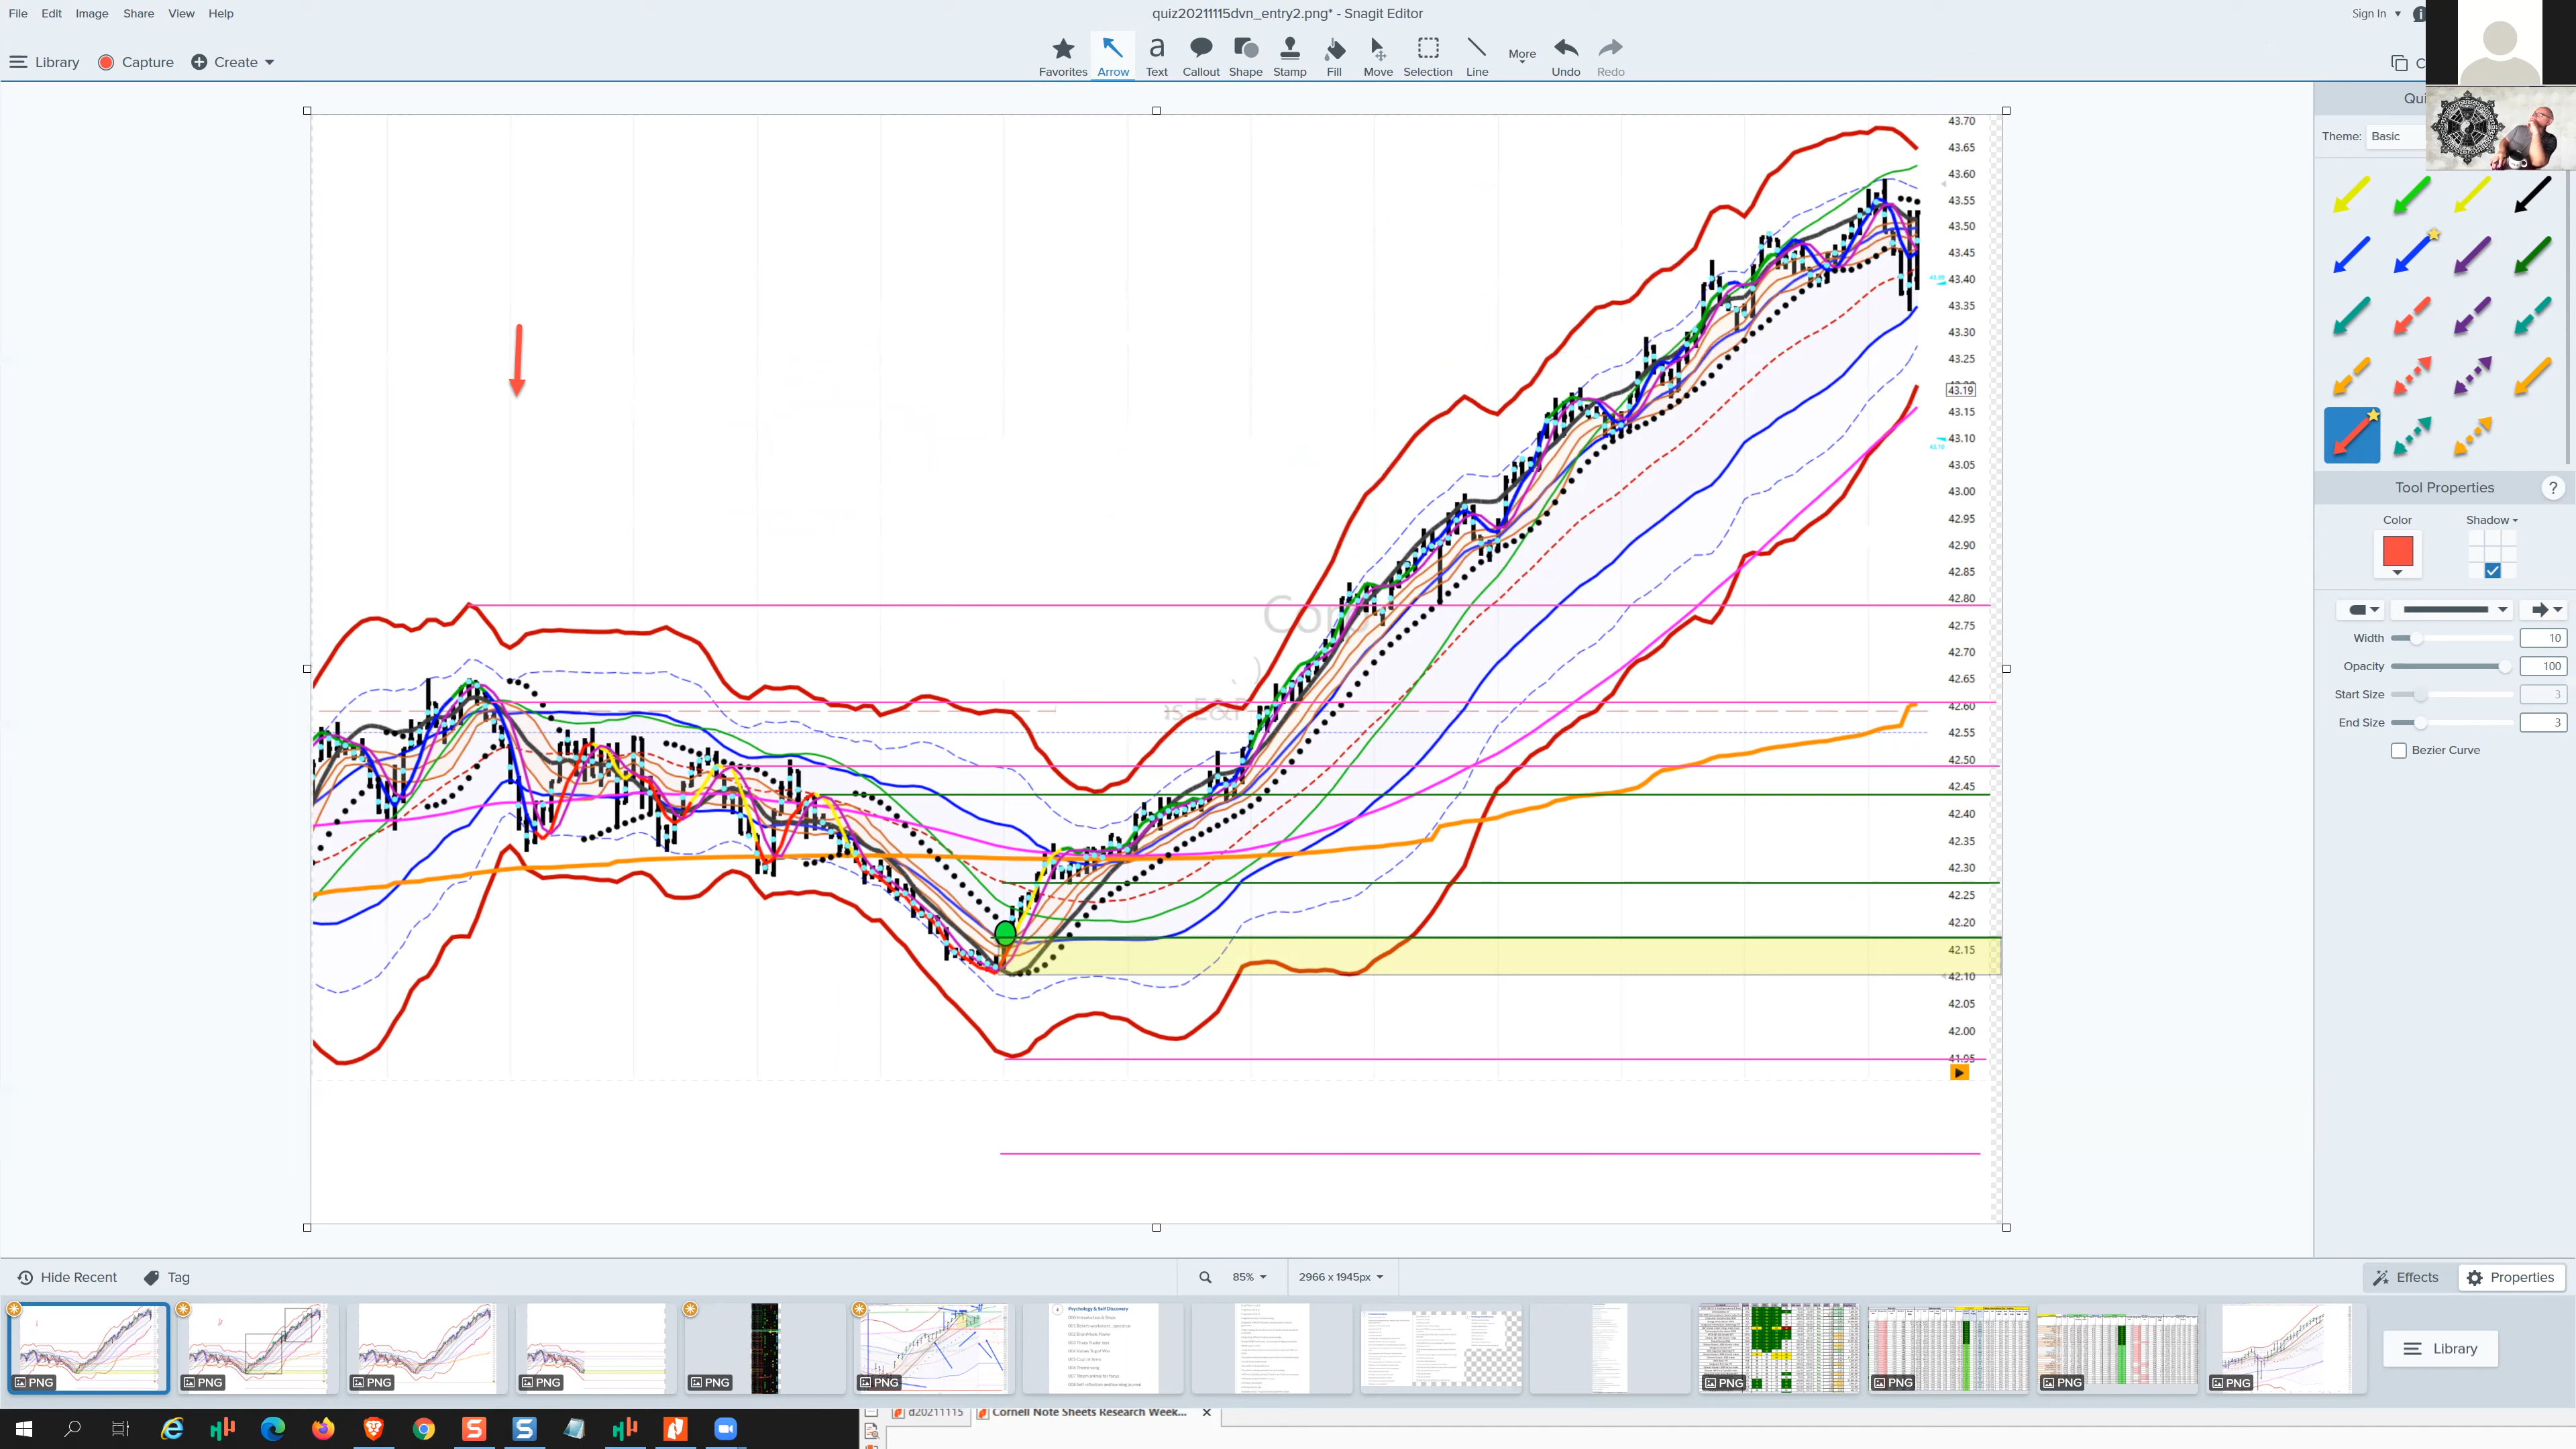 File Edit Image Share View Help
quiz20211115dvn_entry2.png* - Snagit Editor
Sign In
Library Capture Create
Favorites Arrow Text Callout Shape Stamp Fill Move Selection Line More Undo Redo
Theme: Basic
43.70
43.65
43.60
43.55
43.50
43.45
43.40
43.35
43.30
43.25
43.19
43.15
43.10
43.05
43.00
42.95
42.90
42.85
42.80
42.75
42.70
42.65
42.60
42.55
42.50
42.45
42.40
42.35
42.30
42.25
42.20
42.15
42.10
42.05
42.00
41.95
Tool Properties ?
Color Shadow
Width 10
Opacity 100
Start Size 3
End Size 3
Bezier Curve
Hide Recent Tag
85% 2966 x 1945px
Effects Properties
PNG PNG PNG PNG PNG PNG PNG PNG PNG PNG
Psychology & Self Discovery
Library
d20211115 Cornell Note Sheets Research Week...